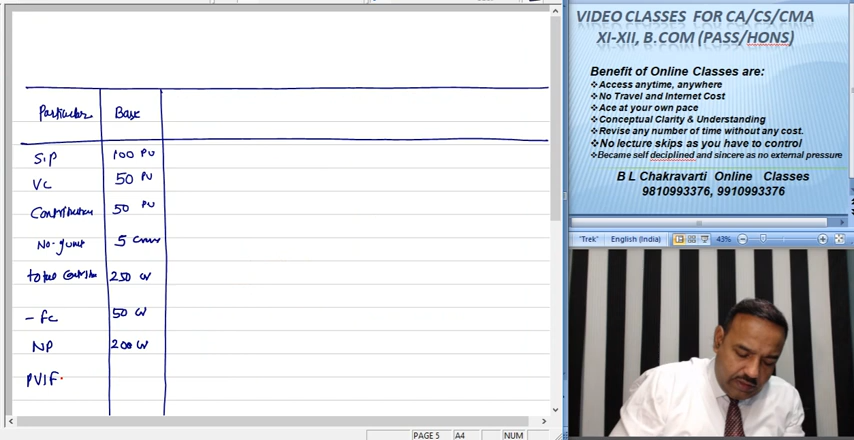 VIDEO CLASSES FOR CA/CS/CMA
XI-XII, B.COM (PASS/HONS)
Benefit of Online Classes are:
❖Access anytime, anywhere
❖No Travel and Internet Cost
❖Ace at your own pace
❖Conceptual Clarity & Understanding
❖Revise any number of time without any cost.
❖No lecture skips as you have to control
❖Became self deciplined and sincere as no external pressure
B L Chakravarti Online Classes
9810993376, 9910993376
'Trek' English (India) 43%
Particular Base
S.P 100 PU
VC 50 PU
Contribution 50 PU
No. of unit 5 Crore
total 250 Cr
- FC 50 Cr
NP 200 Cr
PVIF
PAGE 5 A4 NUM